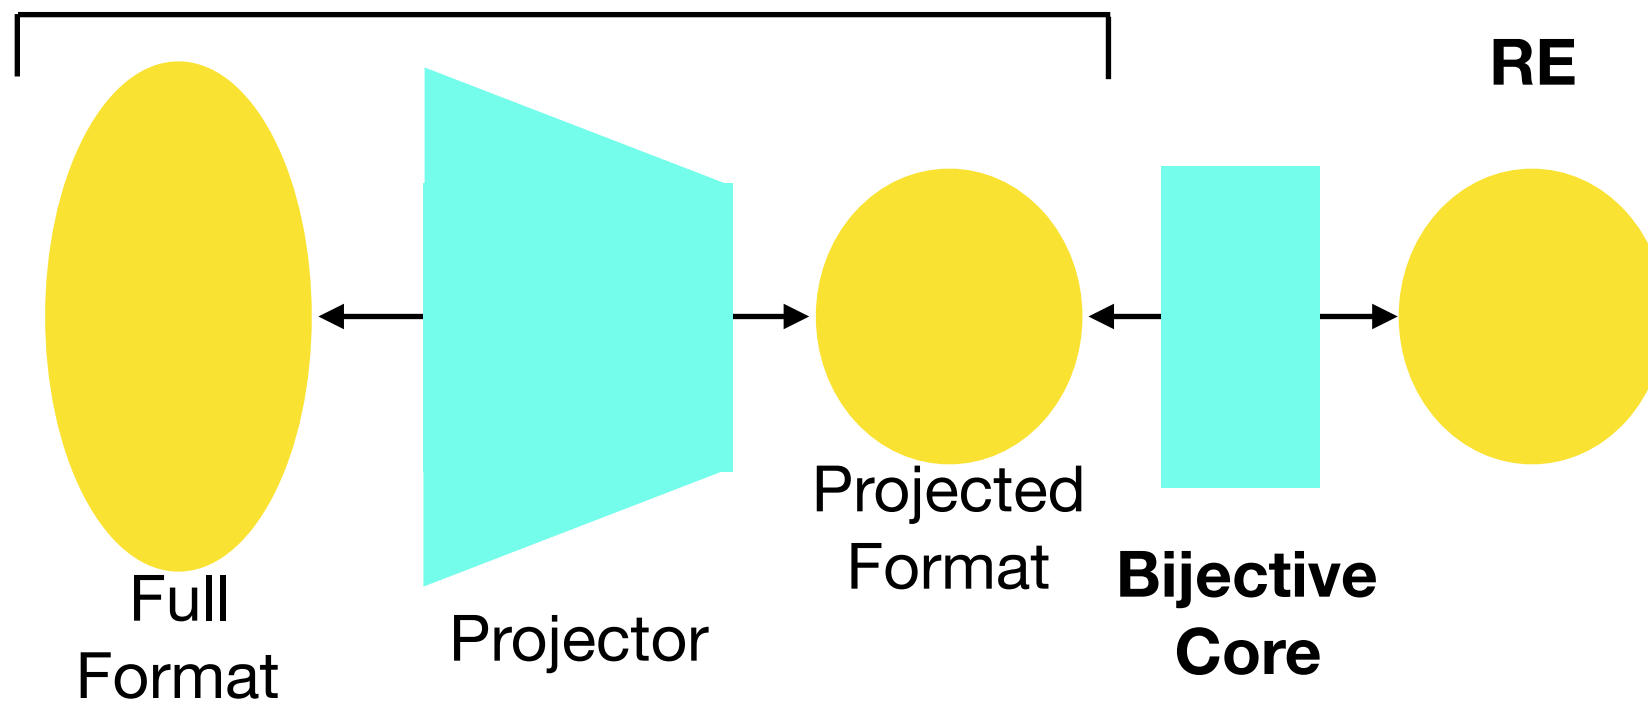 RE
Full
Format
Projector
Projected
Format
Bijective
Core